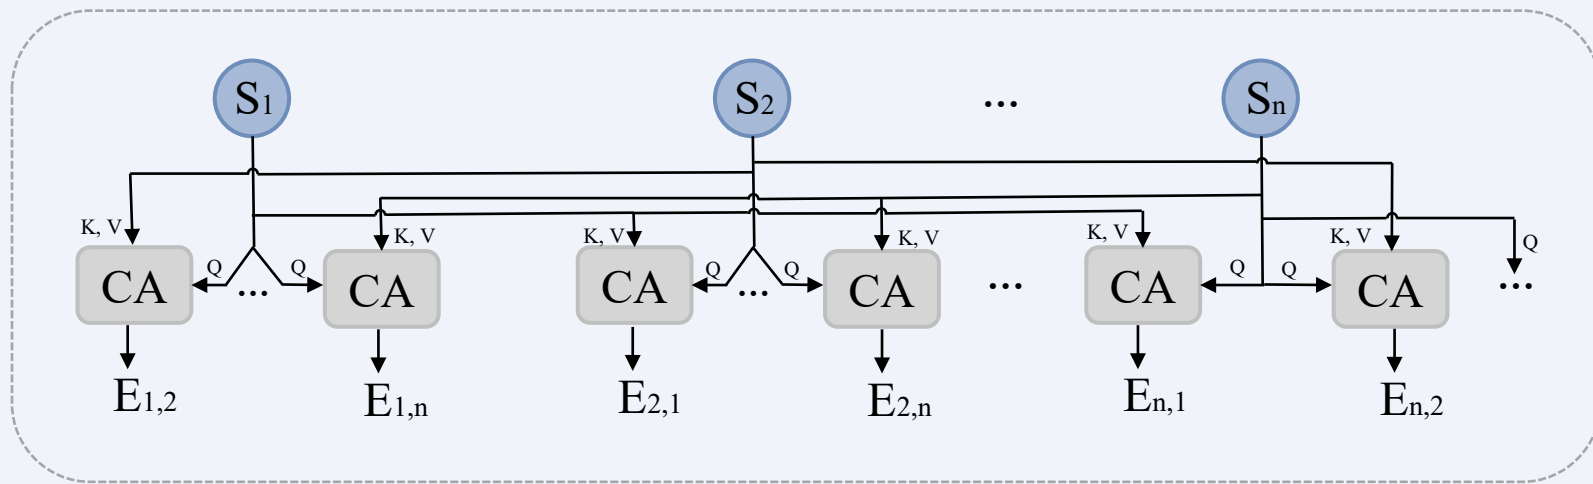 S1 S2 ... Sn
K, V K, V K, V K, V K, V K, V Q
CA Q ... Q CA CA Q ... Q CA ... CA Q Q CA ...
E1,2 E1,n E2,1 E2,n En,1 En,2